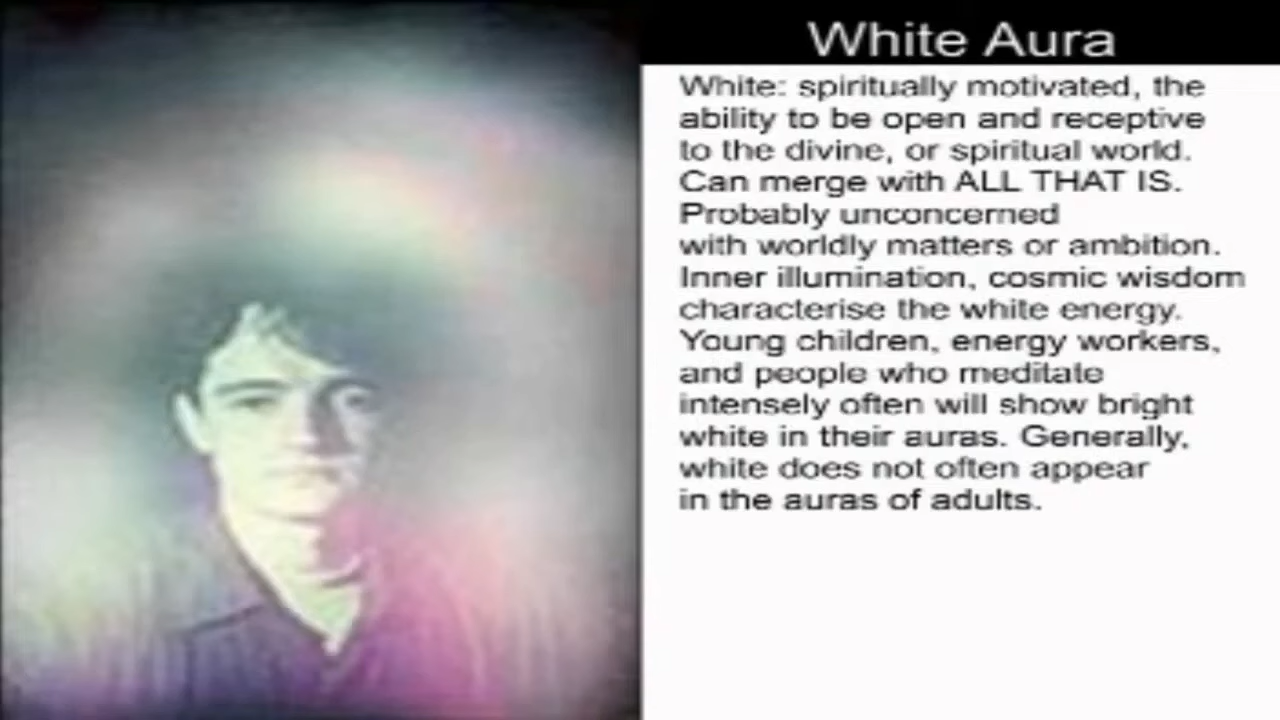 White Aura
White: spiritually motivated, the
ability to be open and receptive
to the divine, or spiritual world.
Can merge with ALL THAT IS.
Probably unconcerned
with worldly matters or ambition.
Inner illumination, cosmic wisdom
characterise the white energy.
Young children, energy workers,
and people who meditate
intensely often will show bright
white in their auras. Generally,
white does not often appear
in the auras of adults.